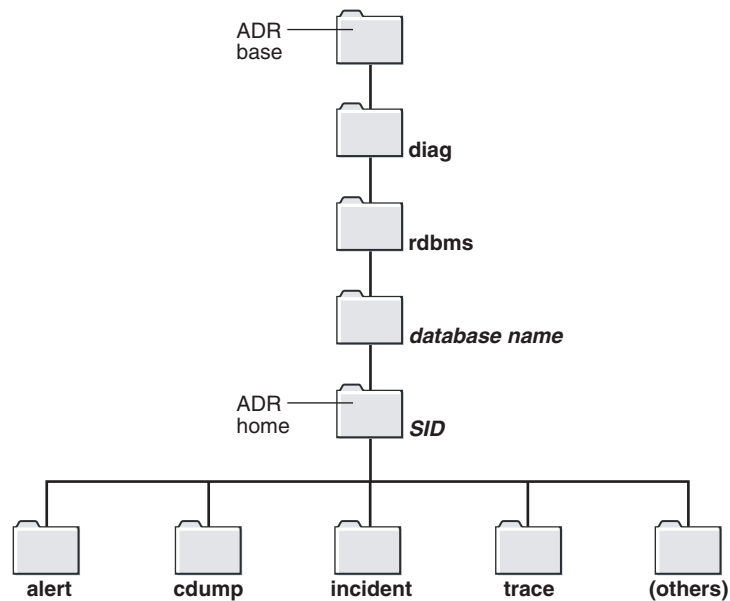 ADR
base
diag
rdbms
database name
ADR
home
SID
alert
cdump
incident
trace
(others)